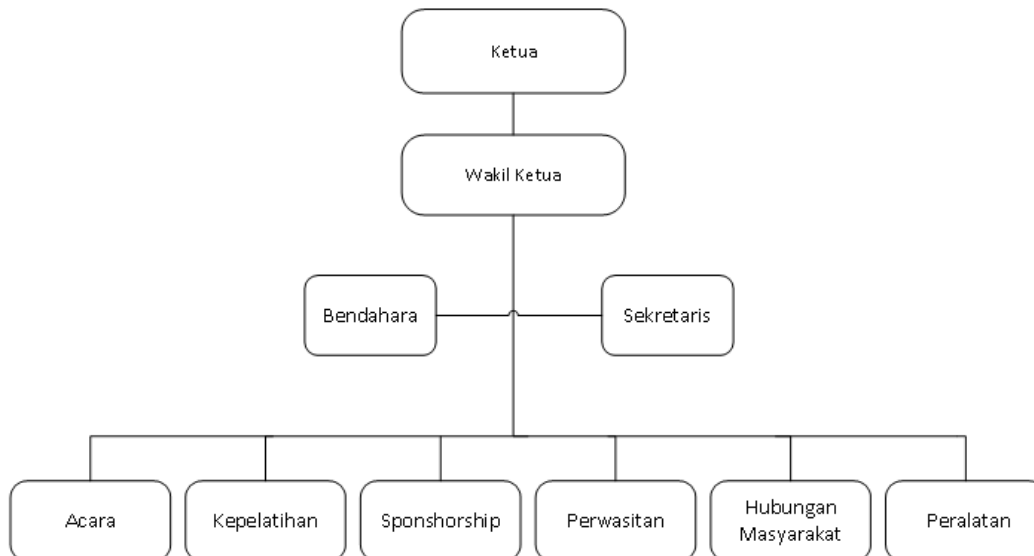 Ketua
Wakil Ketua
Bendahara
Sekretaris
Acara
Kepelatihan
Sponshorship
Perwasitan
Hubungan
Masyarakat
Peralatan